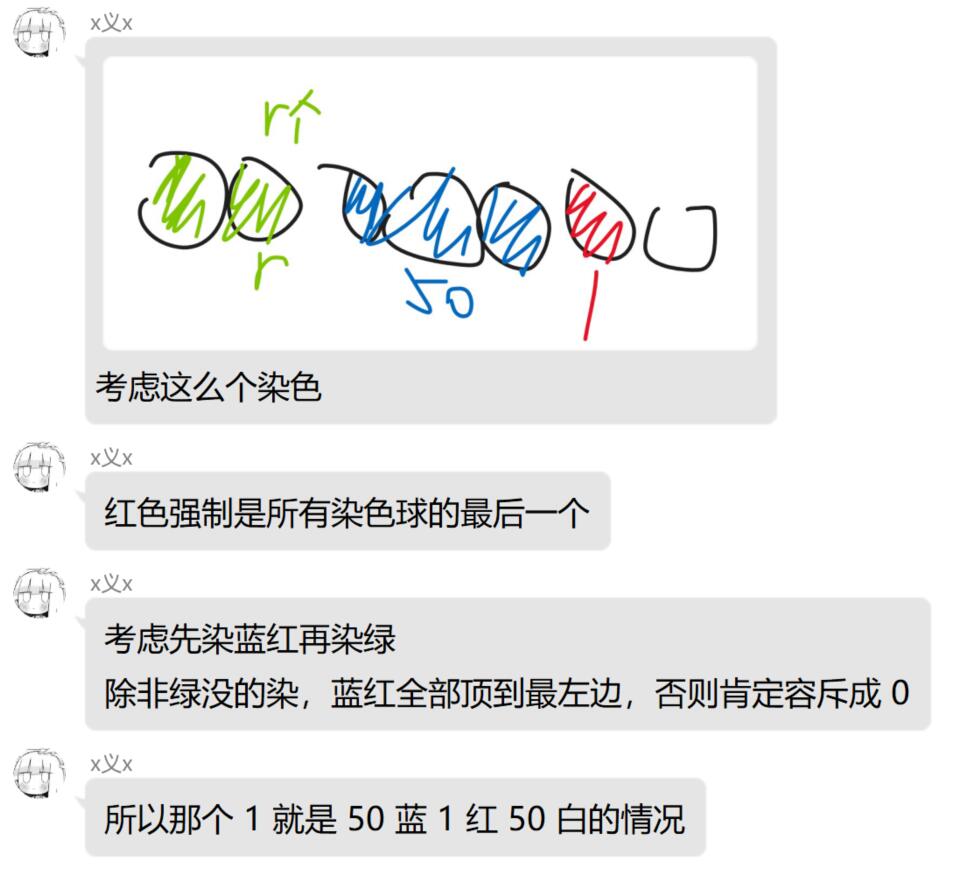 x义x
r个
r
50
1
考虑这么个染色
x义x
红色强制是所有染色球的最后一个
x义x
考虑先染蓝红再染绿
除非绿没的染，蓝红全部顶到最左边，否则肯定容斥成 0
x义x
所以那个 1 就是 50 蓝 1 红 50 白的情况